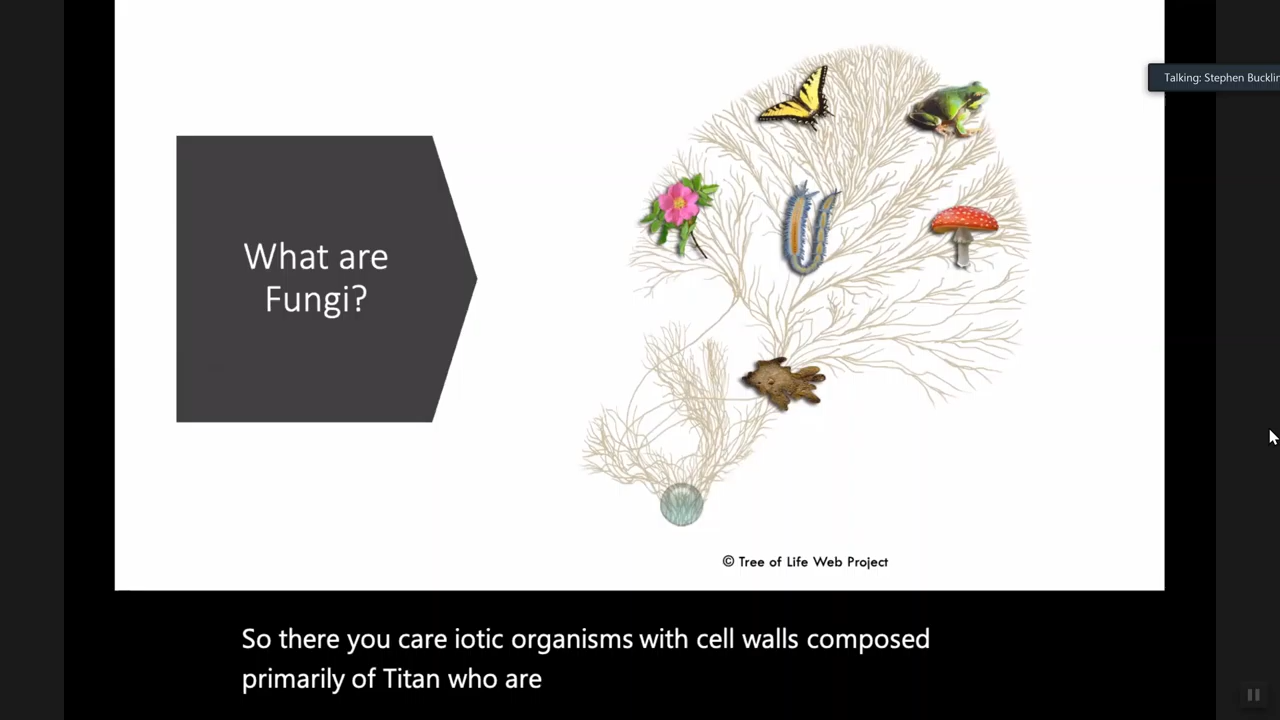 Talking: Stephen Bucklin
What are
Fungi?
© Tree of Life Web Project
So there you care iotic organisms with cell walls composed
primarily of Titan who are